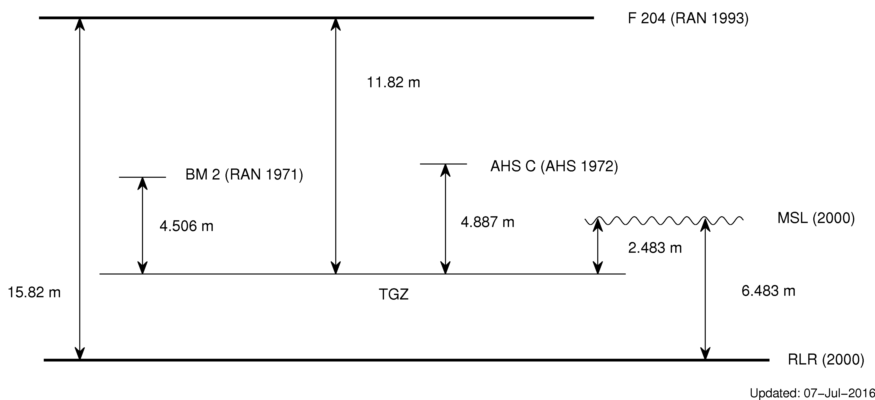 F 204 (RAN 1993)
11.82 m
AHS C (AHS 1972)
BM 2 (RAN 1971)
MSL (2000)
4.887 m
4.506 m
2.483 m
15.82 m
TGZ
6.483 m
RLR (2000)
Updated: 07−Jul−2016